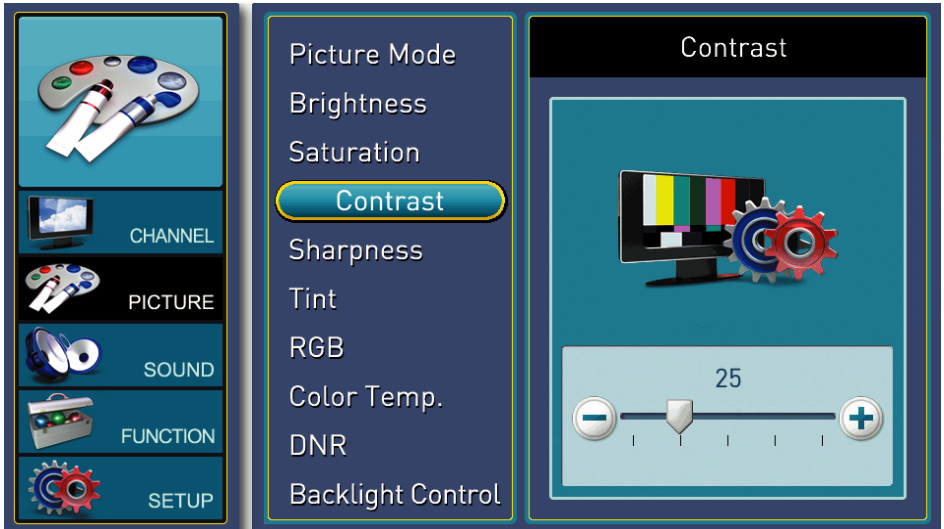 CHANNEL
PICTURE
SOUND
FUNCTION
SETUP
Picture Mode
Brightness
Saturation
Contrast
Sharpness
Tint
RGB
Color Temp.
DNR
Backlight Control
Contrast
25